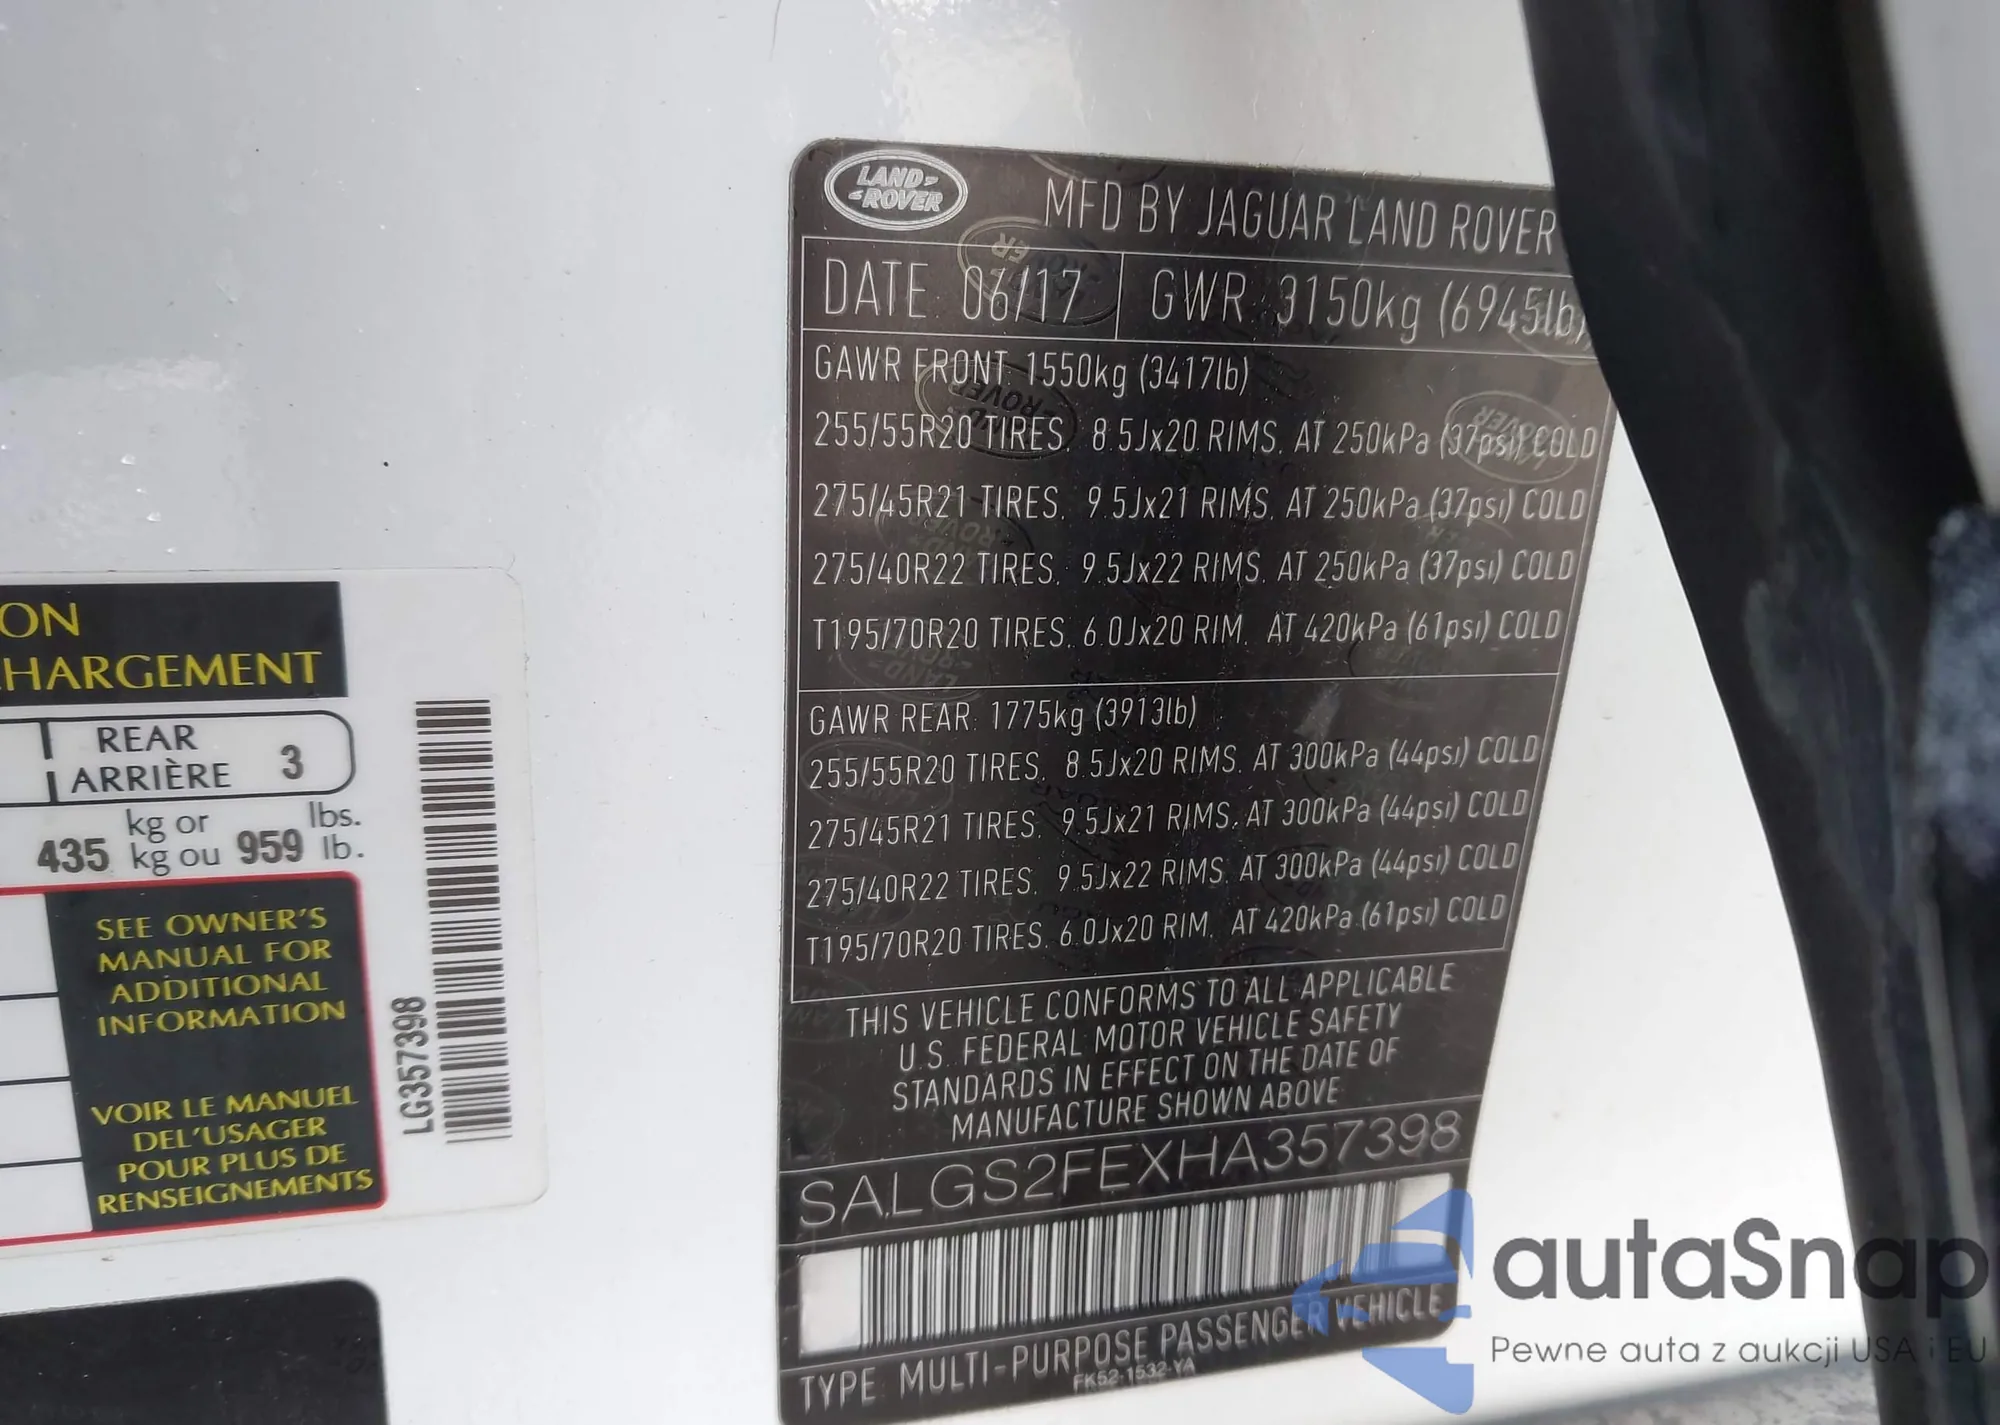 LAND ROVER
MFD BY JAGUAR LAND ROVER
DATE 06/17 GWR 3150kg (6945lb)
GAWR FRONT: 1550kg (3417lb)
255/55R20 TIRES, 8.5Jx20 RIMS, AT 250kPa (37psi) COLD
275/45R21 TIRES, 9.5Jx21 RIMS, AT 250kPa (37psi) COLD
275/40R22 TIRES, 9.5Jx22 RIMS, AT 250kPa (37psi) COLD
T195/70R20 TIRES, 6.0Jx20 RIM, AT 420kPa (61psi) COLD
GAWR REAR: 1775kg (3913lb)
255/55R20 TIRES, 8.5Jx20 RIMS, AT 300kPa (44psi) COLD
275/45R21 TIRES, 9.5Jx21 RIMS, AT 300kPa (44psi) COLD
275/40R22 TIRES, 9.5Jx22 RIMS, AT 300kPa (44psi) COLD
T195/70R20 TIRES, 6.0Jx20 RIM, AT 420kPa (61psi) COLD
THIS VEHICLE CONFORMS TO ALL APPLICABLE
U.S. FEDERAL MOTOR VEHICLE SAFETY
STANDARDS IN EFFECT ON THE DATE OF
MANUFACTURE SHOWN ABOVE
SALGS2FEXHA357398
TYPE MULTI-PURPOSE PASSENGER VEHICLE
FK52-1532-YA
ON
HARGEMENT
REAR
ARRIÈRE 3
435 kg or 959 lbs.
kg ou lb.
SEE OWNER'S
MANUAL FOR
ADDITIONAL
INFORMATION
VOIR LE MANUEL
DEL'USAGER
POUR PLUS DE
RENSEIGNEMENTS
LG357398
autaSnap
Pewne auta z aukcji USA i EU